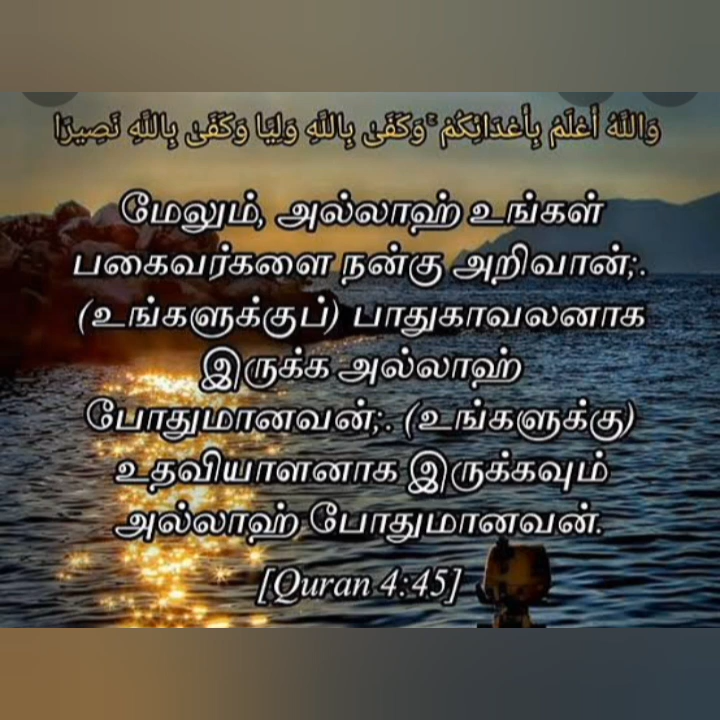 وَاللَّهُ أَعْلَمُ بِأَعْدَائِكُمْ ۚ وَكَفَىٰ بِاللَّهِ وَلِيًّا وَكَفَىٰ بِاللَّهِ نَصِيرًا
மேலும், அல்லாஹ் உங்கள்
பகைவர்களை நன்கு அறிவான்;.
(உங்களுக்குப்) பாதுகாவலனாக
இருக்க அல்லாஹ்
போதுமானவன்;. (உங்களுக்கு)
உதவியாளனாக இருக்கவும்
அல்லாஹ் போதுமானவன்.
[Quran 4:45]